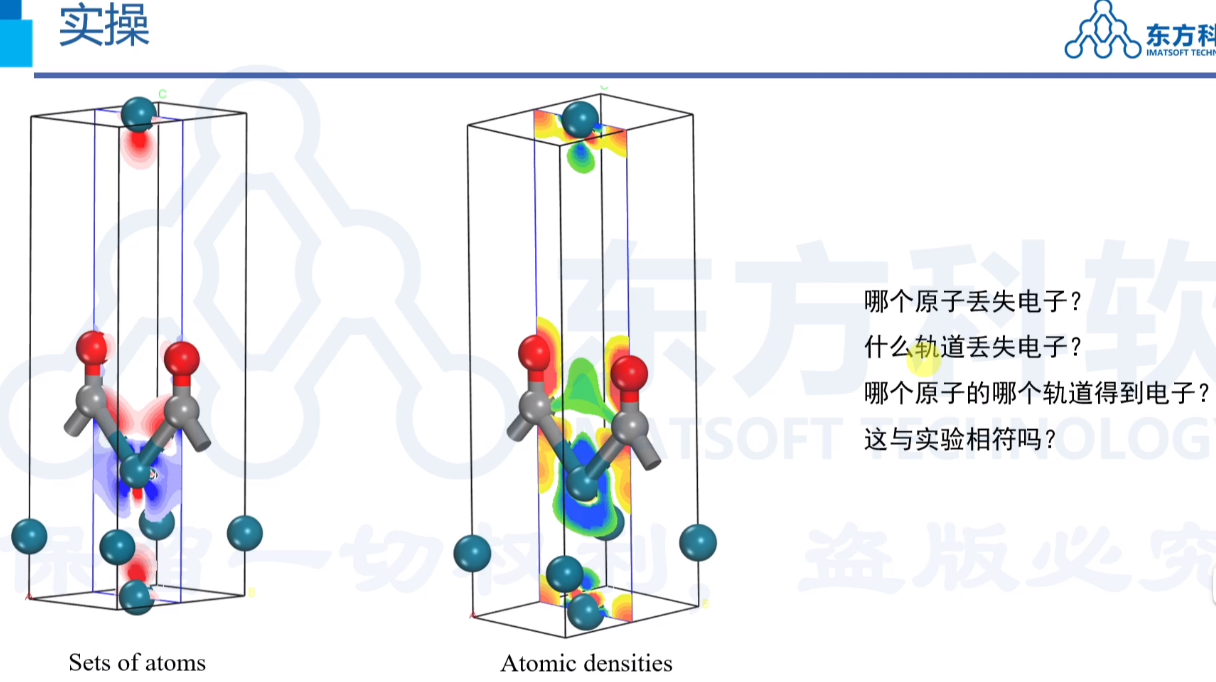 实操
东方科
IMATSOFT TECHN
C
哪个原子丢失电子?
什么轨道丢失电子?
哪个原子的哪个轨道得到电子?
这与实验相符吗?
东方科软
MATSOFT TECHNOLOGY
保留一切权利，盗版必究
Sets of atoms
Atomic densities